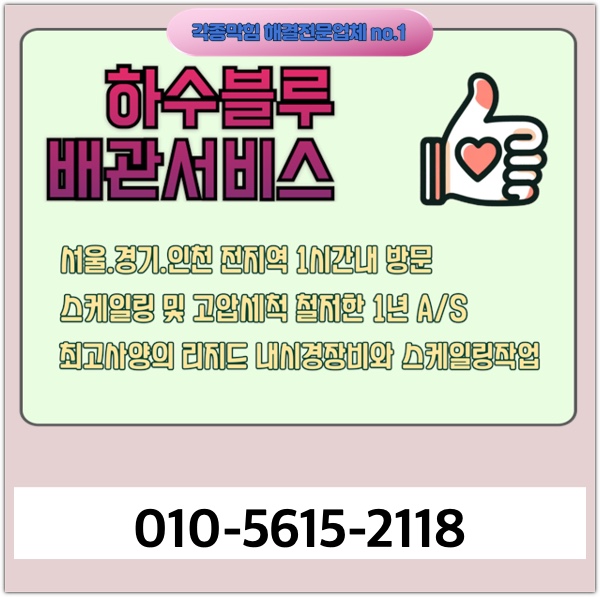 각종막힘 해결전문업체 no.1
하수블루
배관서비스
서울.경기.인천 전지역 1시간내 방문
스케일링 및 고압세척 철저한 1년 A/S
최고사양의 리지드 내시경장비와 스케일링작업
010-5615-2118